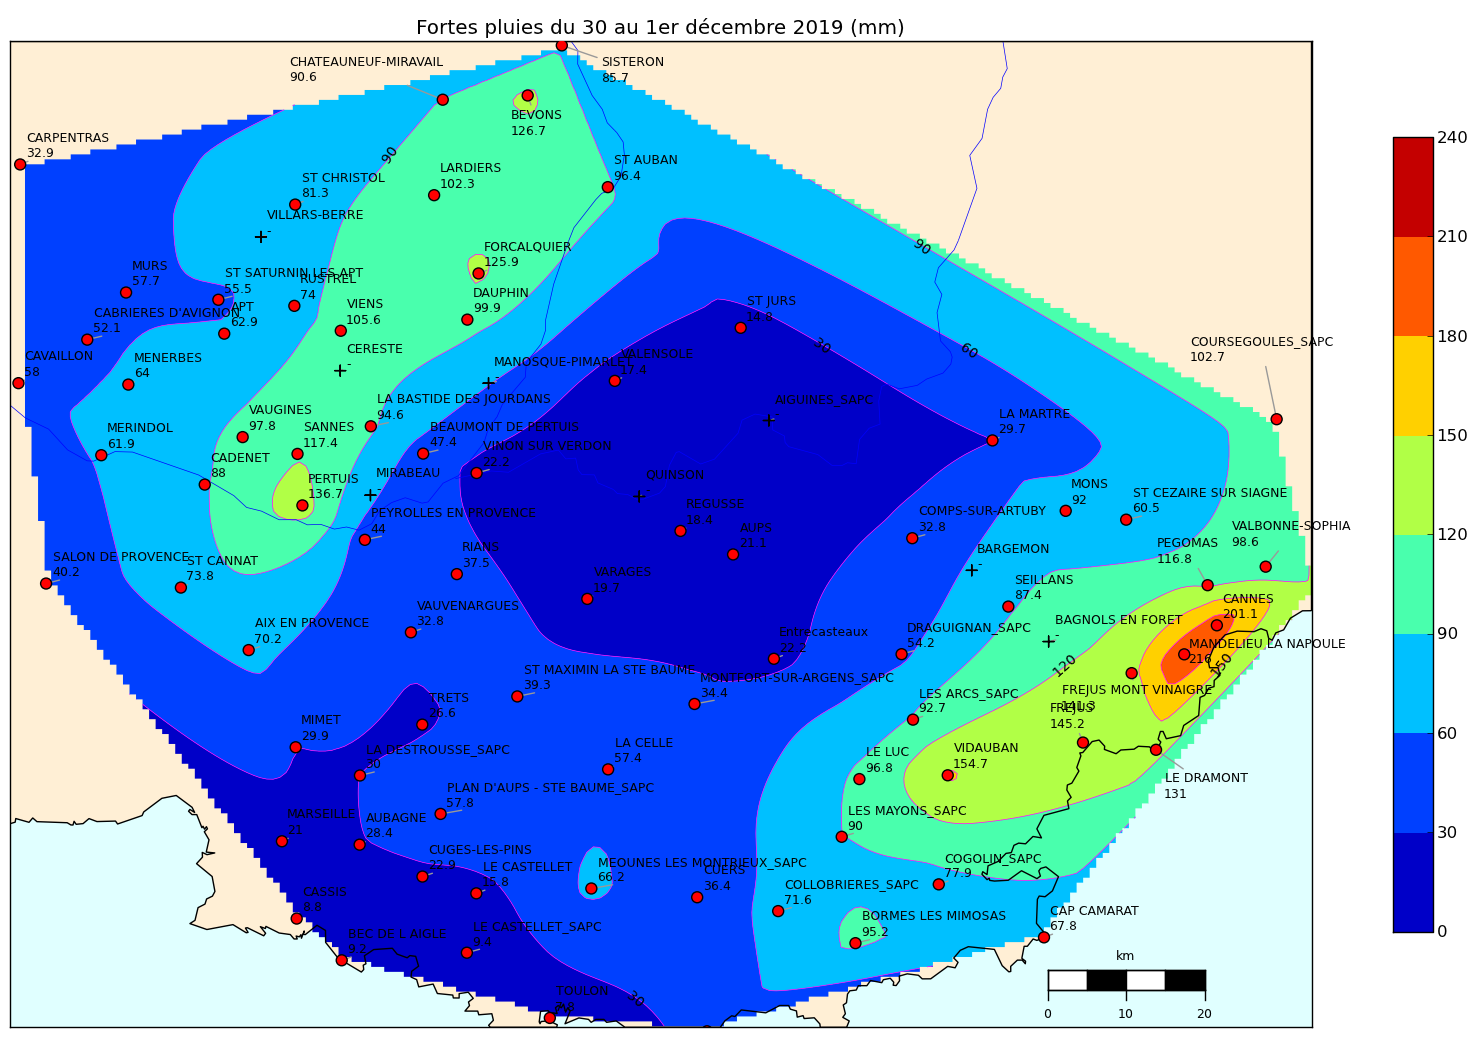 Fortes pluies du 30 au 1er décembre 2019 (mm)
CHATEAUNEUF-MIRAVAIL
90.6
SISTERON
85.7
BEVONS
126.7
CARPENTRAS
32.9
ST AUBAN
96.4
LARDIERS
102.3
ST CHRISTOL
81.3
VILLARS-BERRE
-
90
90
FORCALQUIER
125.9
MURS
57.7
ST SATURNIN LES APT
55.5
RUSTREL
74
DAUPHIN
99.9
ST JURS
14.8
CABRIERES D'AVIGNON
52.1
APT
62.9
VIENS
105.6
30
60
COURSEGOULES_SAPC
102.7
CAVAILLON
58
MENERBES
64
CERESTE
-
MANOSQUE-PIMARLET
-
VALENSOLE
17.4
LA BASTIDE DES JOURDANS
94.6
AIGUINES_SAPC
-
VAUGINES
97.8
LA MARTRE
29.7
MERINDOL
61.9
SANNES
117.4
BEAUMONT DE PERTUIS
47.4
VINON SUR VERDON
22.2
CADENET
88
PERTUIS
136.7
MIRABEAU
-
QUINSON
-
MONS
92
ST CEZAIRE SUR SIAGNE
60.5
PEYROLLES EN PROVENCE
44
REGUSSE
18.4
COMPS-SUR-ARTUBY
32.8
VALBONNE-SOPHIA
98.6
AUPS
21.1
PEGOMAS
116.8
SALON DE PROVENCE
40.2
ST CANNAT
73.8
RIANS
37.5
BARGEMON
-
VARAGES
19.7
SEILLANS
87.4
CANNES
201.1
AIX EN PROVENCE
70.2
VAUVENARGUES
32.8
Entrecasteaux
22.2
DRAGUIGNAN_SAPC
54.2
BAGNOLS EN FORET
-
MANDELIEU LA NAPOULE
216
120
150
ST MAXIMIN LA STE BAUME
39.3
MONTFORT-SUR-ARGENS_SAPC
34.4
FREJUS MONT VINAIGRE
141.3
TRETS
26.6
LES ARCS_SAPC
92.7
FREJUS
145.2
MIMET
29.9
LA DESTROUSSE_SAPC
30
LA CELLE
57.4
LE LUC
96.8
VIDAUBAN
154.7
LE DRAMONT
131
PLAN D'AUPS - STE BAUME_SAPC
57.8
MARSEILLE
21
AUBAGNE
28.4
LES MAYONS_SAPC
90
CUGES-LES-PINS
22.9
LE CASTELLET
15.8
MEOUNES LES MONTRIEUX_SAPC
66.2
CUERS
36.4
COGOLIN_SAPC
77.9
CASSIS
8.8
COLLOBRIERES_SAPC
71.6
BORMES LES MIMOSAS
95.2
CAP CAMARAT
67.8
BEC DE L'AIGLE
9.2
LE CASTELLET_SAPC
9.4
TOULON
30
km
0 10 20
240
210
180
150
120
90
60
30
0